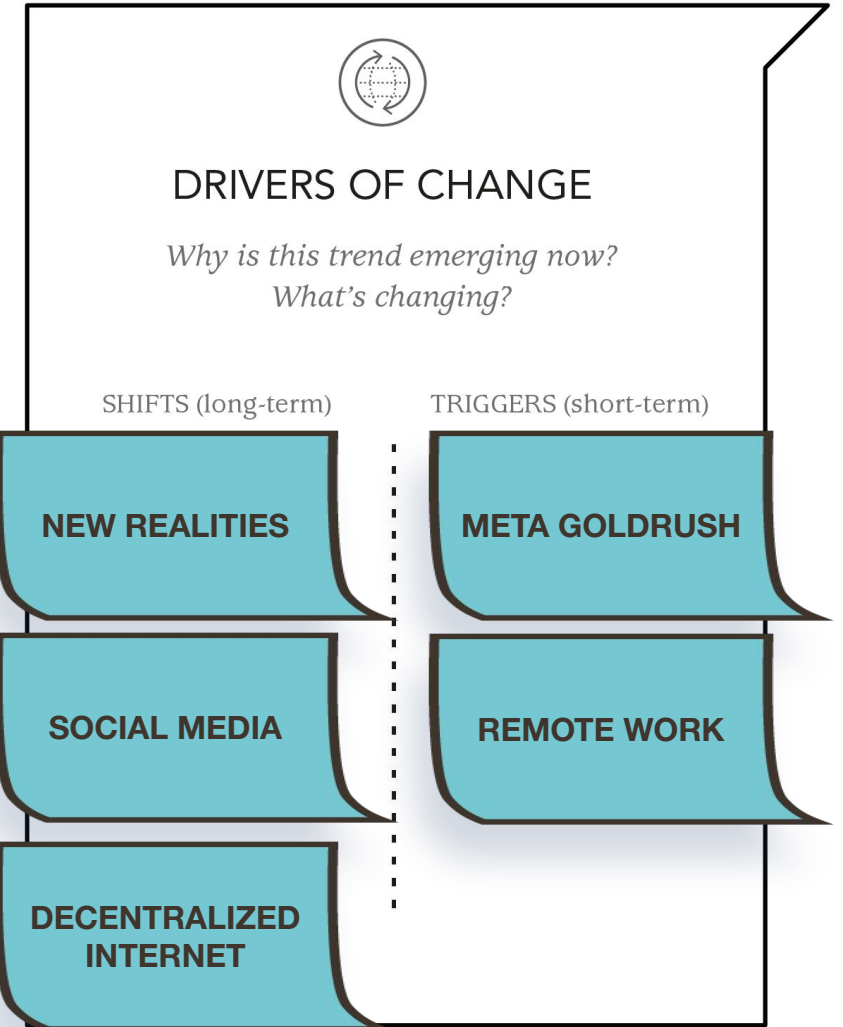 DRIVERS OF CHANGE
Why is this trend emerging now?
What's changing?
SHIFTS (long-term)
NEW REALITIES
SOCIAL MEDIA
DECENTRALIZED
INTERNET
TRIGGERS (short-term)
META GOLDRUSH
REMOTE WORK